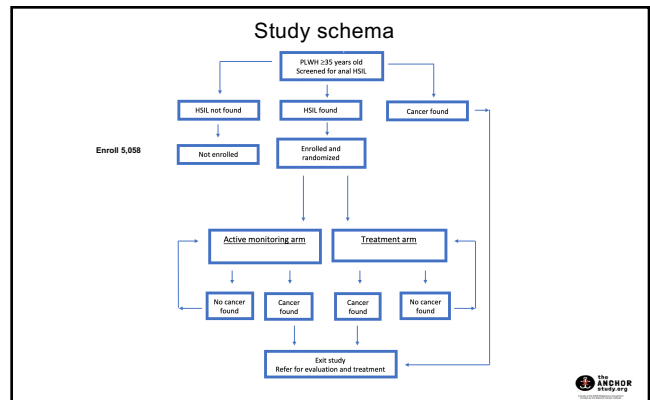 Study schema
PLWH ≥35 years old
Screened for anal HSIL
HSIL not found
HSIL found
Cancer found
Enroll 5,058
Not enrolled
Enrolled and
randomized
Active monitoring arm
Treatment arm
No cancer
found
Cancer
found
Cancer
found
No cancer
found
Exit study
Refer for evaluation and treatment
the
ANCHOR
study.org